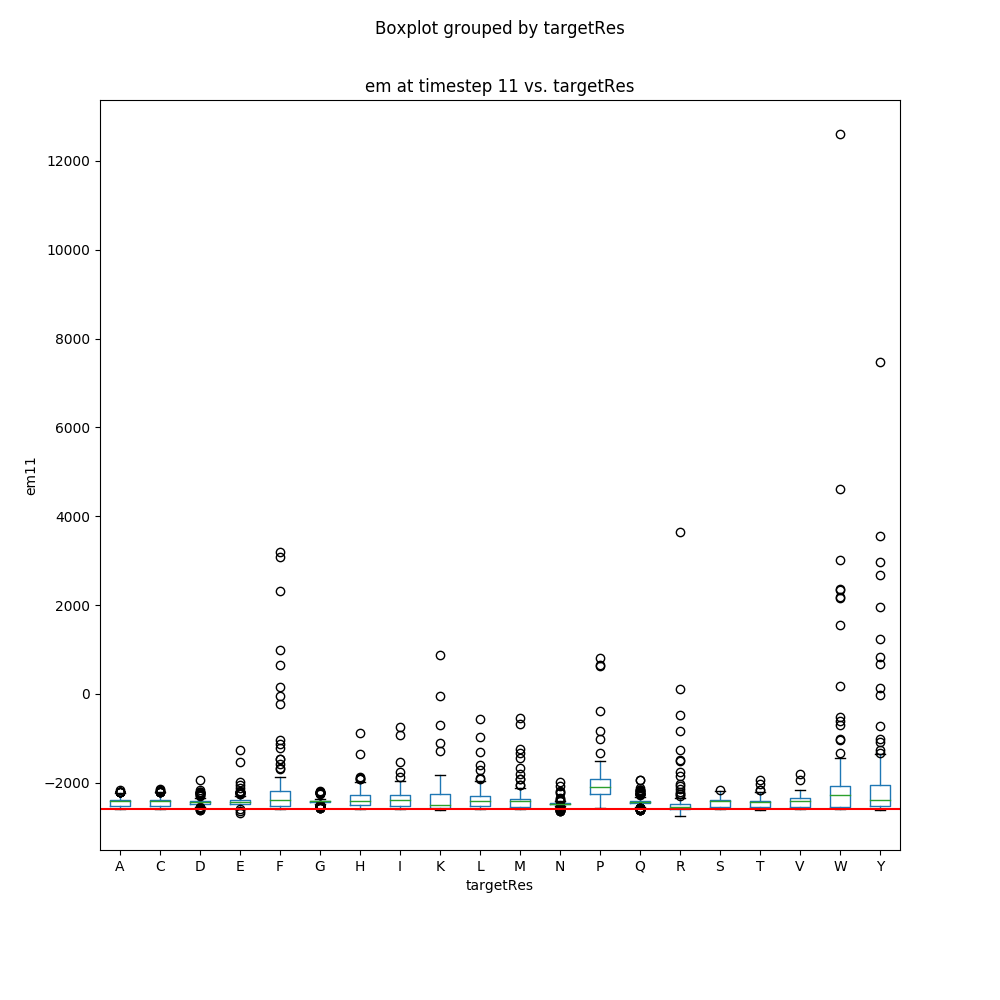 Boxplot grouped by targetRes
em at timestep 11 vs. targetRes
12000
10000
8000
6000
4000
2000
0
−2000
em11
A C D E F G H I K L M N P Q R S T V W Y
targetRes